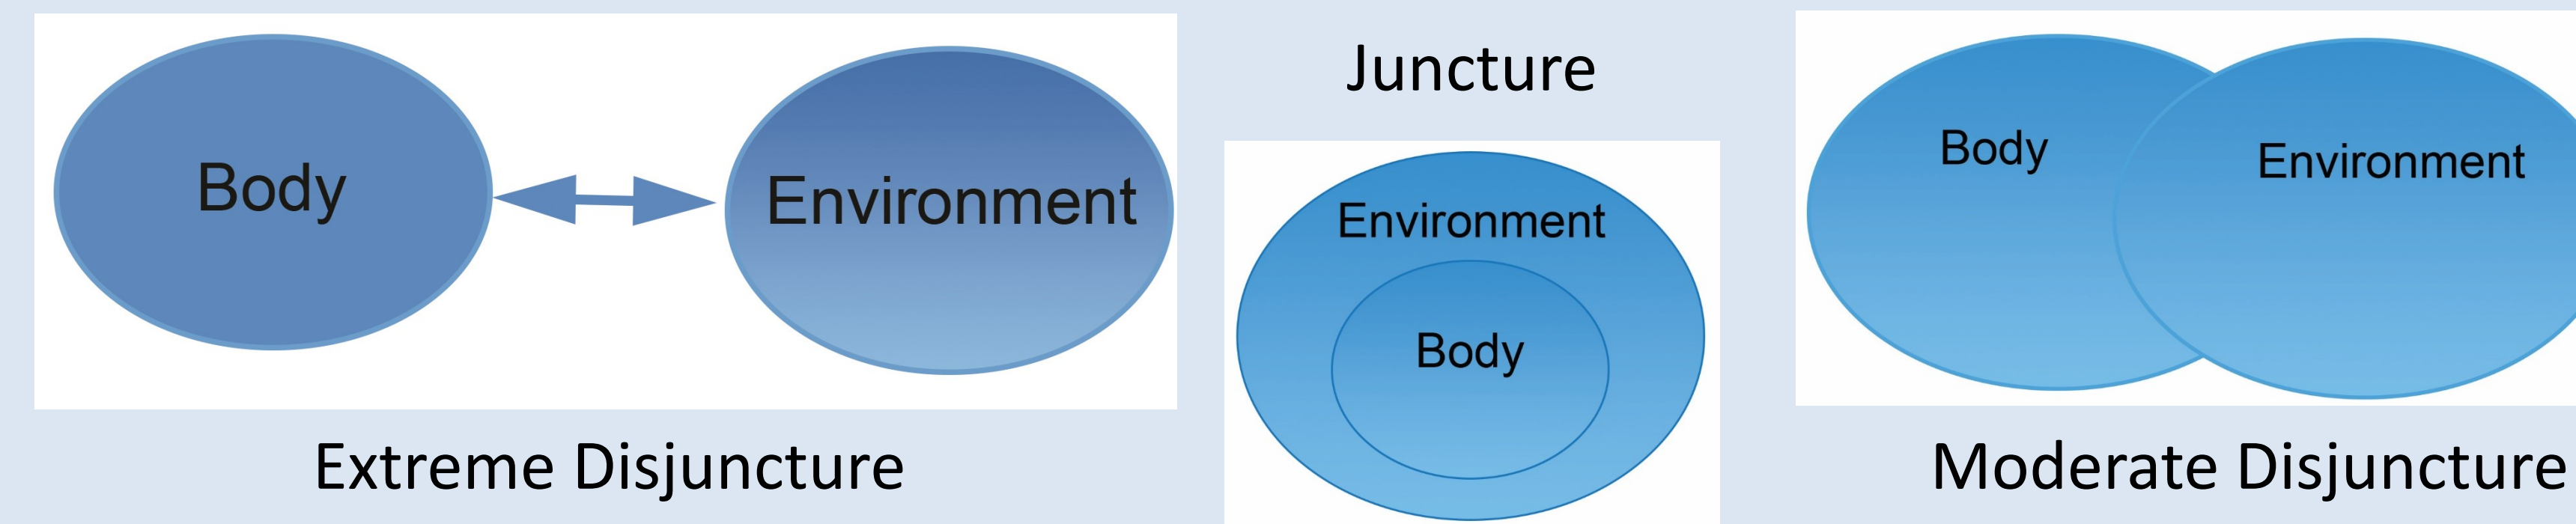 Body
Environment
Extreme Disjuncture
Juncture
Environment
Body
Body
Environment
Moderate Disjuncture